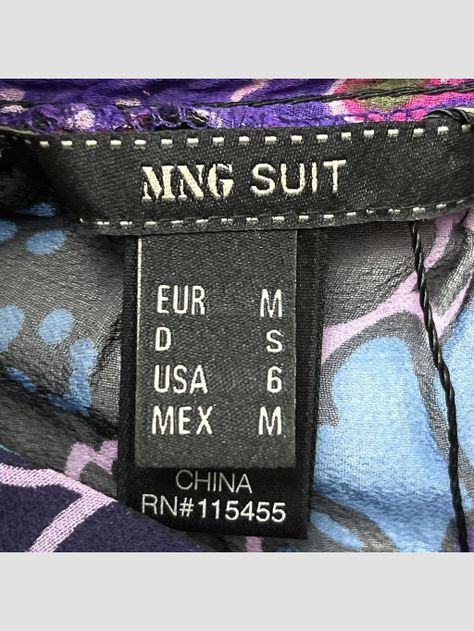 MNG SUIT
EUR M
D S
USA 6
MEX M
CHINA
RN#115455